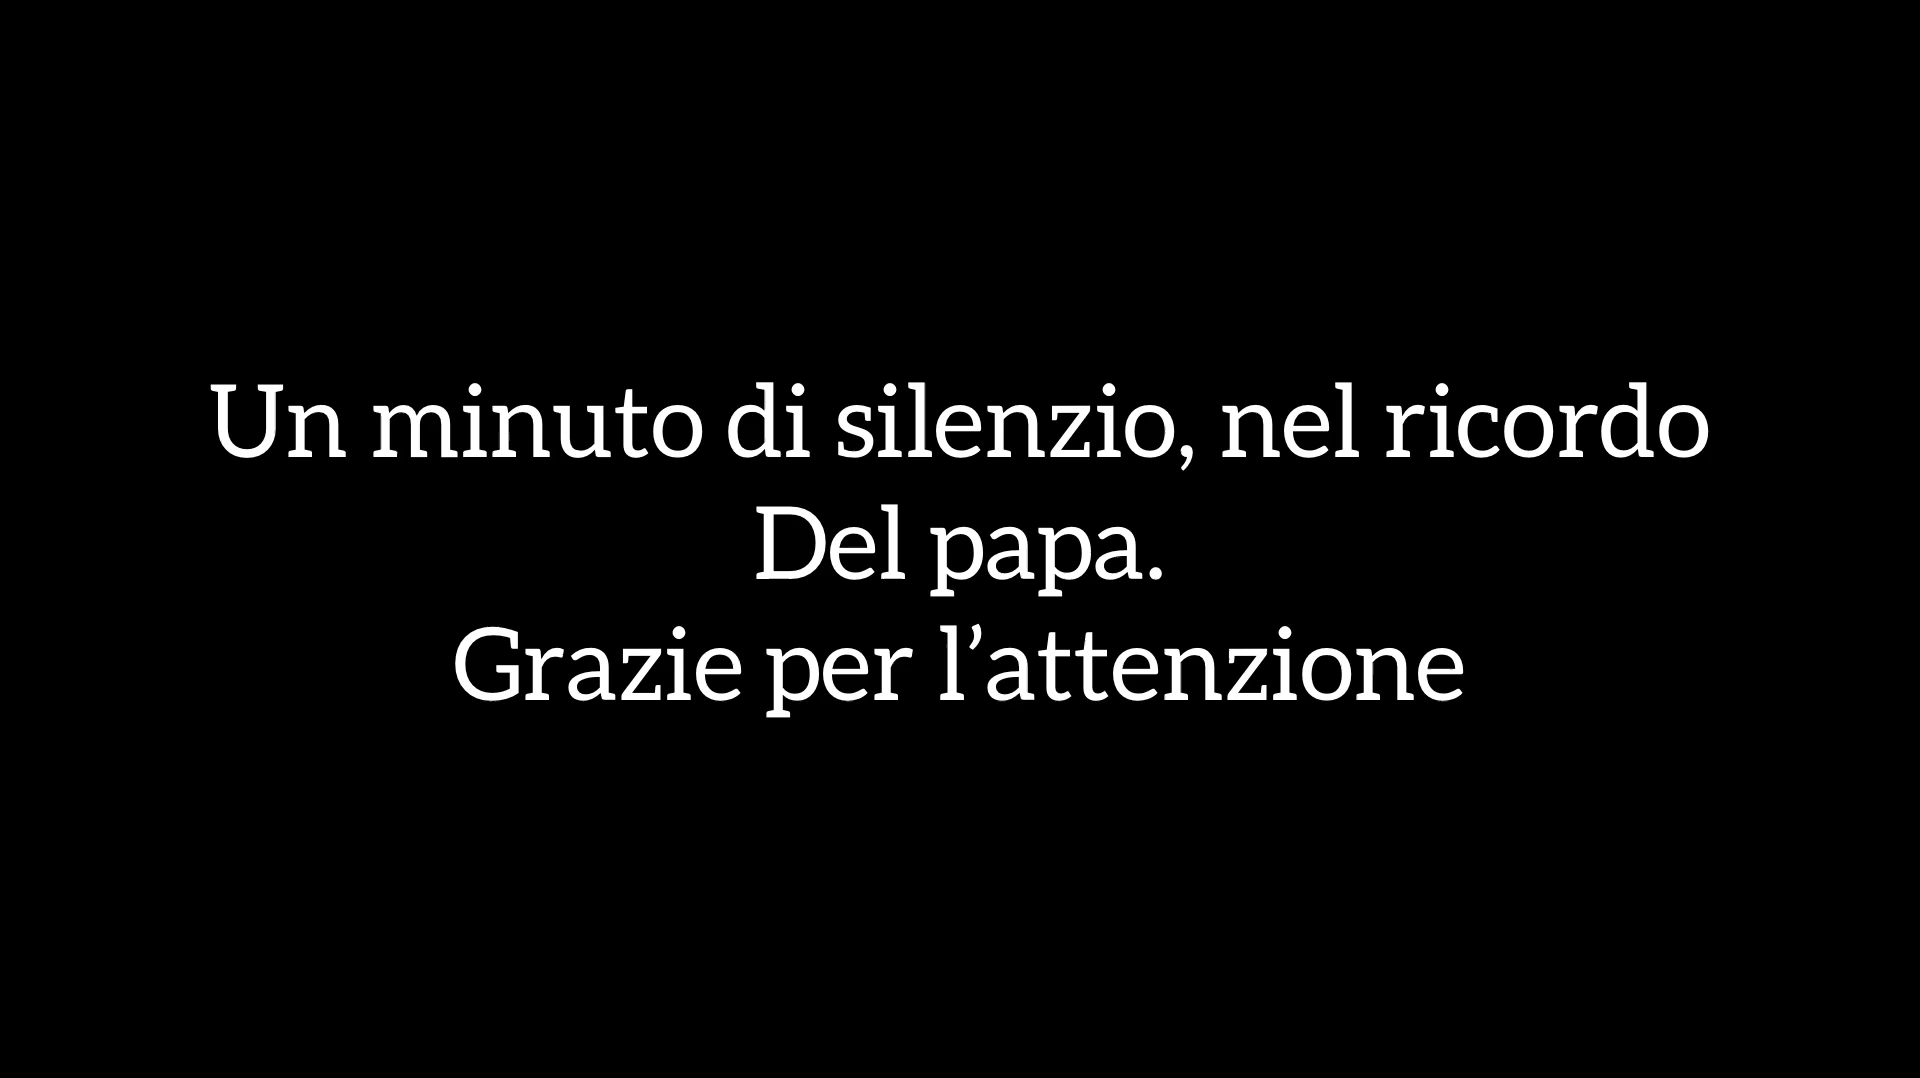 Un minuto di silenzio, nel ricordo
Del papa.
Grazie per l’attenzione